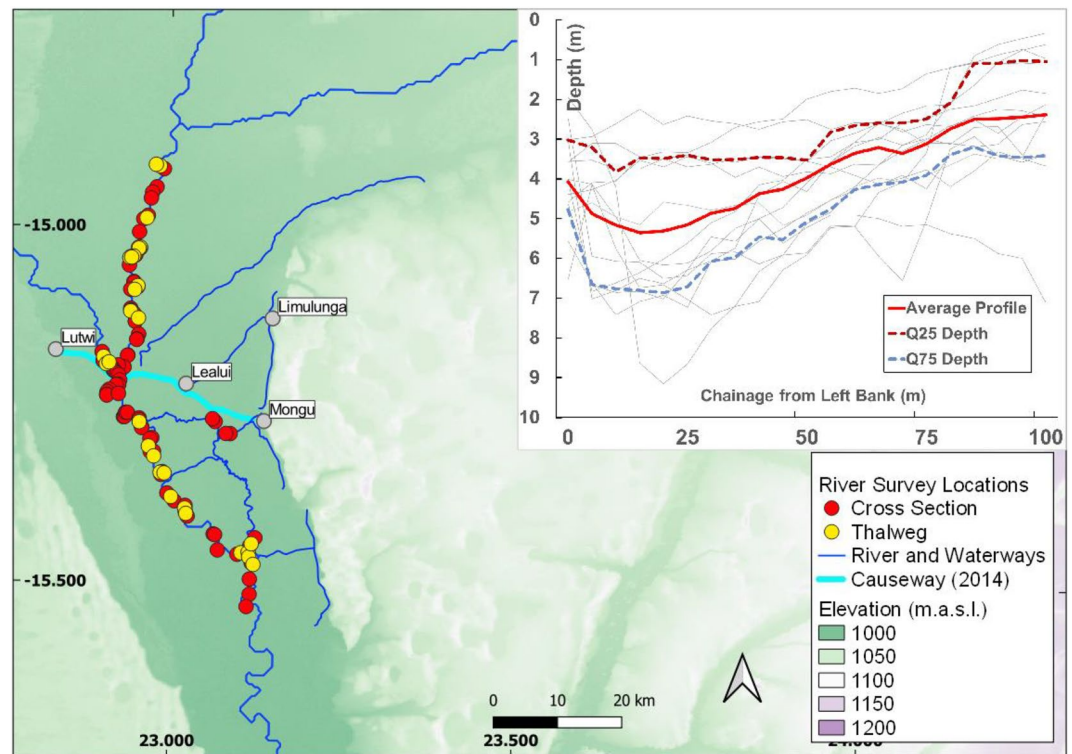 0
1
2
3
4
5
6
7
8
9
10
Depth (m)
Average Profile
Q25 Depth
Q75 Depth
Chainage from Left Bank (m)
0 25 50 75 100
-15.000
-15.500
Limulunga
Lutwi
Lealui
Mongu
River Survey Locations
Cross Section
Thalweg
River and Waterways
Causeway (2014)
Elevation (m.a.s.l.)
1000
1050
1100
1150
1200
0 10 20 km
23.000 23.500 24.000